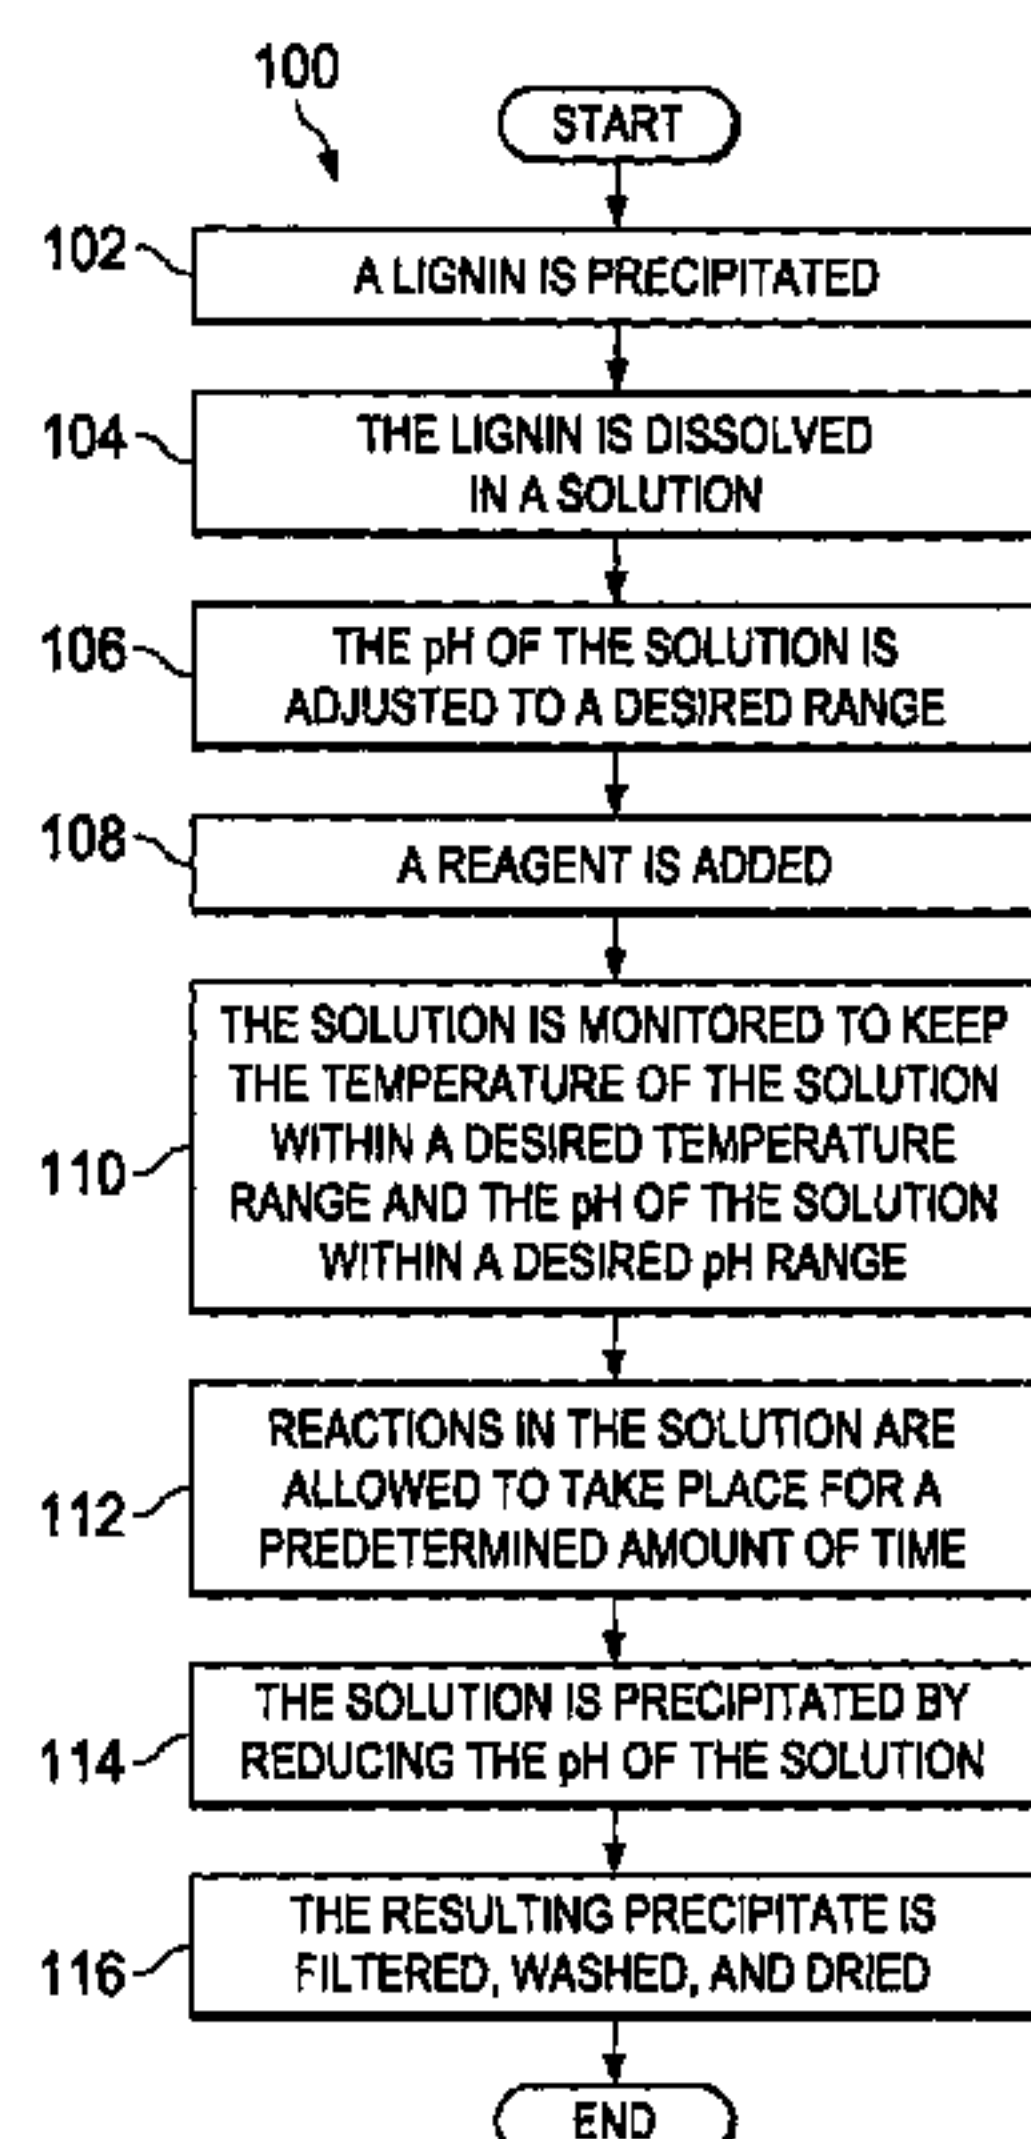 100
START
102
A LIGNIN IS PRECIPITATED
104
THE LIGNIN IS DISSOLVED
IN A SOLUTION
106
THE pH OF THE SOLUTION IS
ADJUSTED TO A DESIRED RANGE
108
A REAGENT IS ADDED
110
THE SOLUTION IS MONITORED TO KEEP
THE TEMPERATURE OF THE SOLUTION
WITHIN A DESIRED TEMPERATURE
RANGE AND THE pH OF THE SOLUTION
WITHIN A DESIRED pH RANGE
112
REACTIONS IN THE SOLUTION ARE
ALLOWED TO TAKE PLACE FOR A
PREDETERMINED AMOUNT OF TIME
114
THE SOLUTION IS PRECIPITATED BY
REDUCING THE pH OF THE SOLUTION
116
THE RESULTING PRECIPITATE IS
FILTERED, WASHED, AND DRIED
END